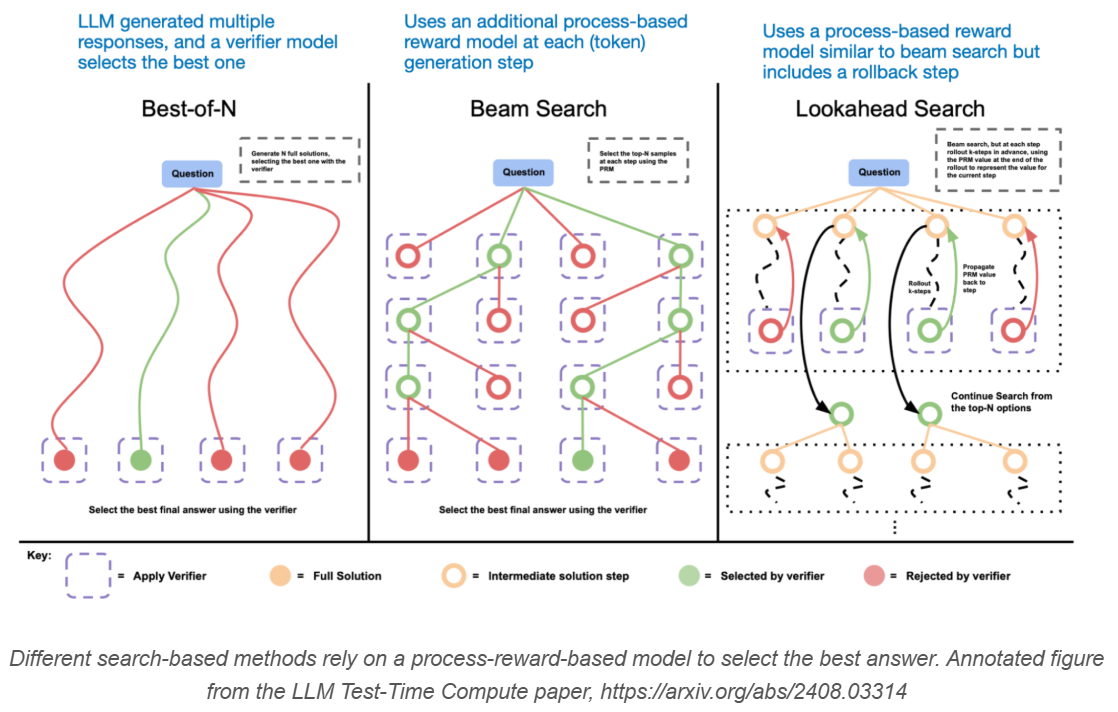 LLM generated multiple
responses, and a verifier model
selects the best one
Uses an additional process-based
reward model at each (token)
generation step
Uses a process-based reward
model similar to beam search but
includes a rollback step
Best-of-N
Generate N full solutions,
selecting the best one with the
verifier
Question
Select the best final answer using the verifier
Beam Search
Select the top-N samples
at each step using the
PRM
Question
Select the best final answer using the verifier
Lookahead Search
Beam search, but at each step
rollout k-steps in advance, using
the PRM value at the end of the
rollout to represent the value for
the current step
Question
Rollout
k-steps
Propagate
PRM value
back to
step
Continue Search from
the top-N options
Key:
= Apply Verifier
= Full Solution
= Intermediate solution step
= Selected by verifier
= Rejected by verifier
Different search-based methods rely on a process-reward-based model to select the best answer. Annotated figure
from the LLM Test-Time Compute paper, https://arxiv.org/abs/2408.03314